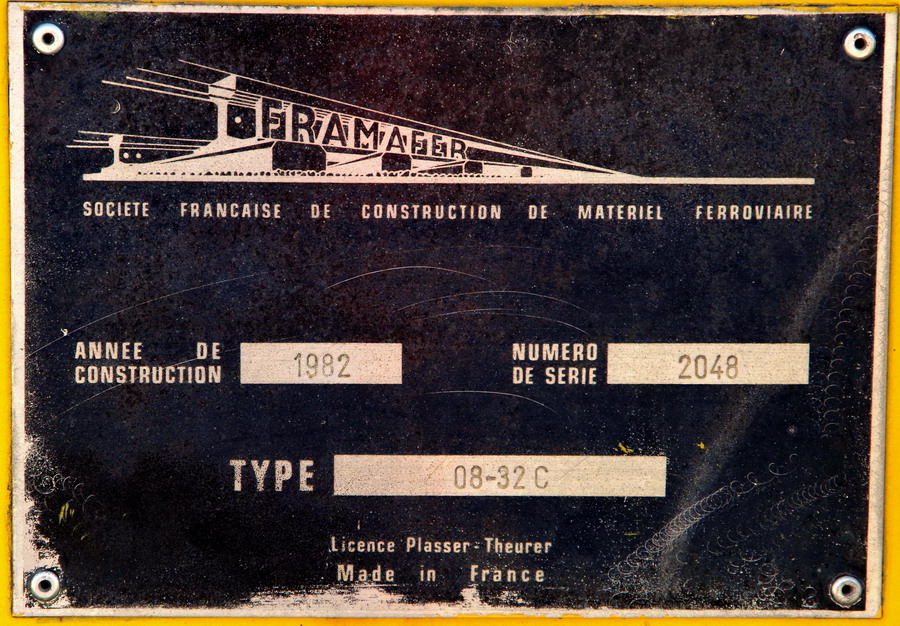 FRAMAFER
SOCIETE FRANCAISE DE CONSTRUCTION DE MATERIEL FERROVIAIRE
ANNEE DE
CONSTRUCTION
1982
NUMERO
DE SERIE
2048
TYPE 08-32 C
Licence Plasser-Theurer
Made in France